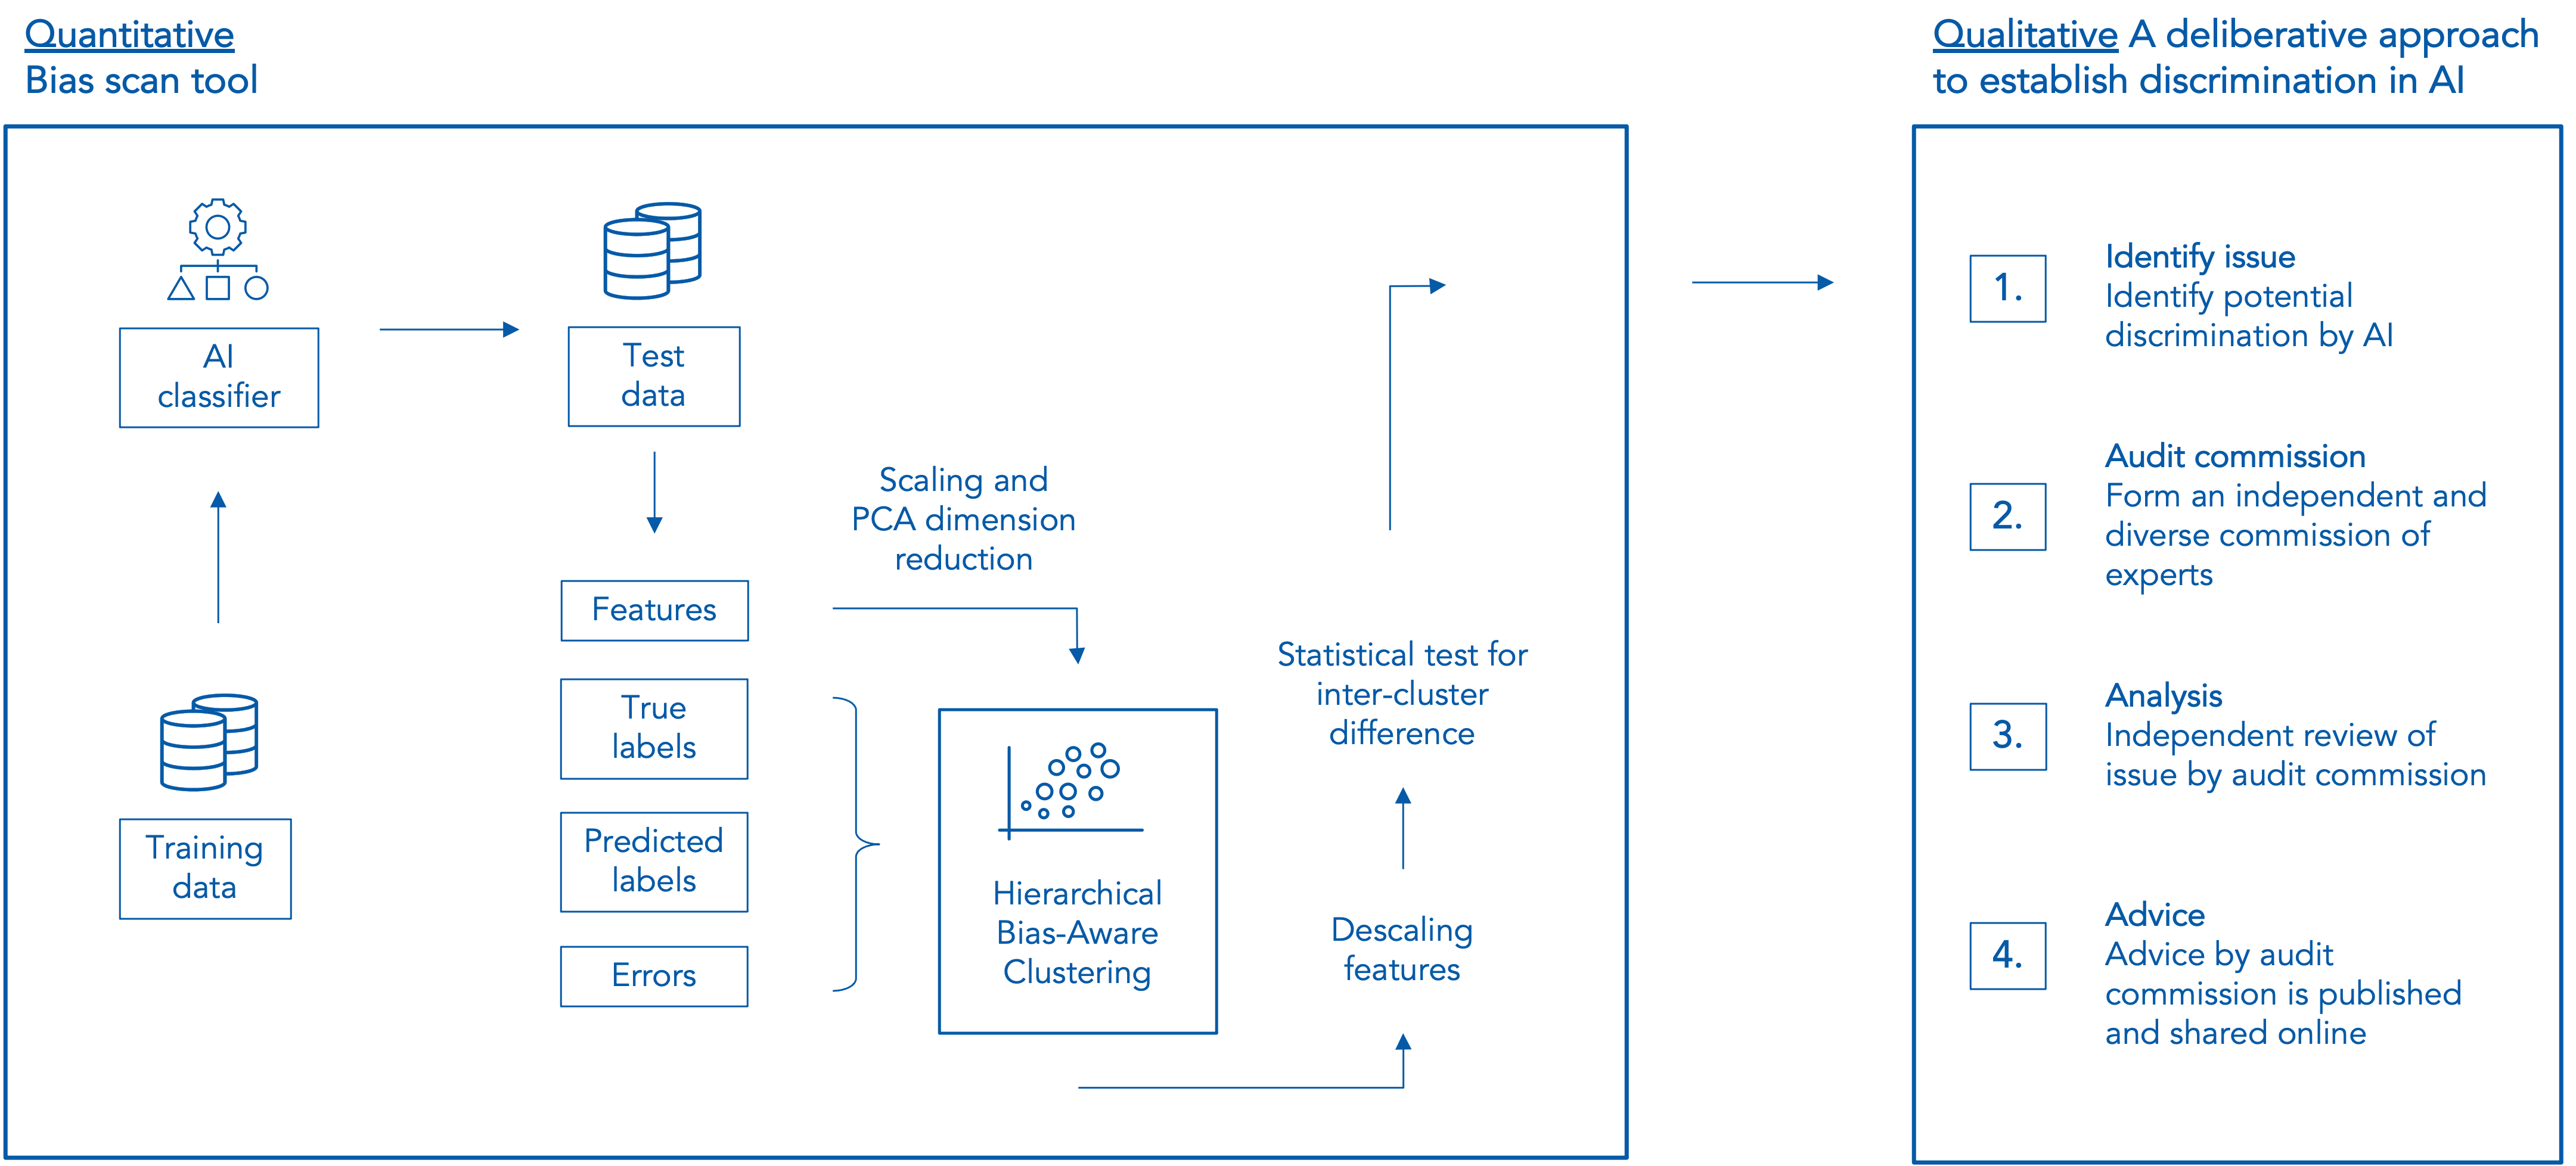 Quantitative
Bias scan tool
AI
classifier
Test
data
Training
data
Features
True
labels
Predicted
labels
Errors
Scaling and
PCA dimension
reduction
Hierarchical
Bias-Aware
Clustering
Descaling
features
Statistical test for
inter-cluster
difference
Qualitative A deliberative approach
to establish discrimination in AI
1.
Identify issue
Identify potential
discrimination by AI
2.
Audit commission
Form an independent and
diverse commission of
experts
3.
Analysis
Independent review of
issue by audit commission
4.
Advice
Advice by audit
commission is published
and shared online